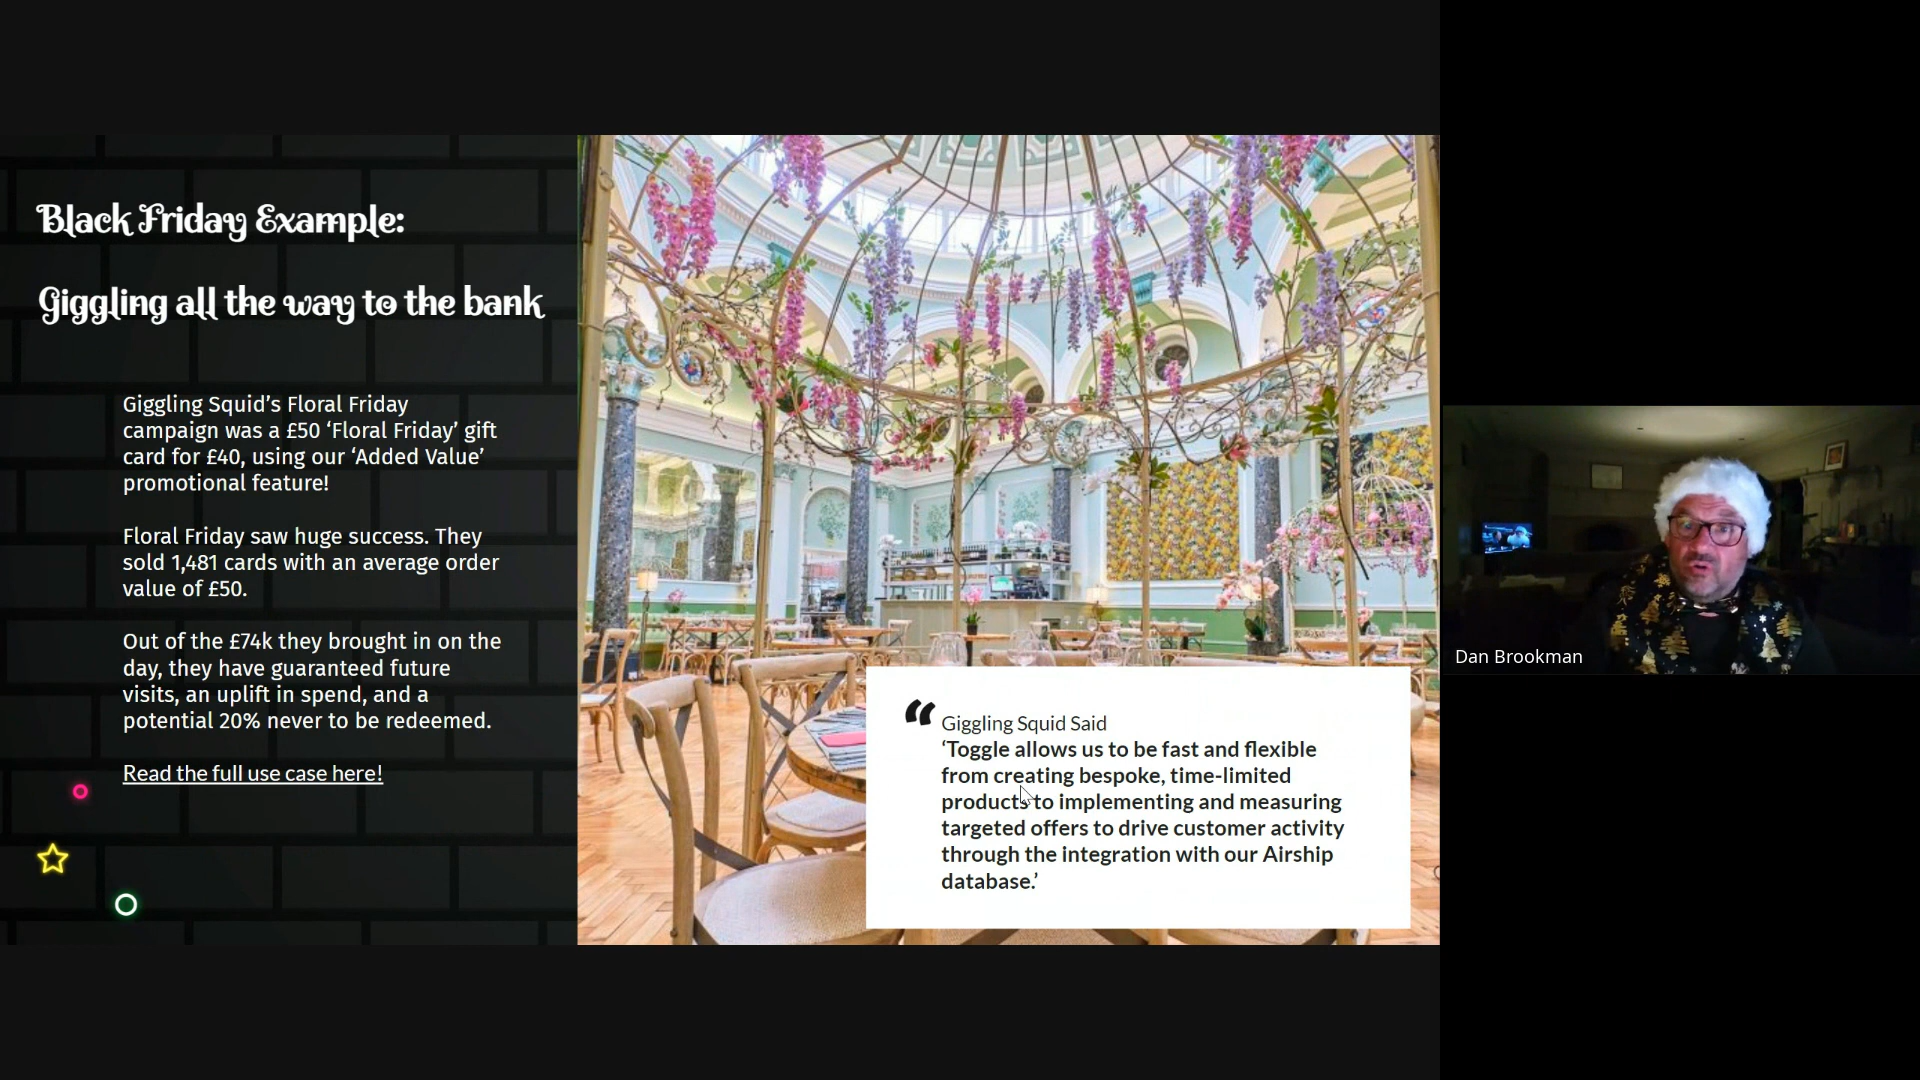 Black Friday Example:
Giggling all the way to the bank
Giggling Squid’s Floral Friday
campaign was a £50 ‘Floral Friday’ gift
card for £40, using our ‘Added Value’
promotional feature!
Floral Friday saw huge success. They
sold 1,481 cards with an average order
value of £50.
Out of the £74k they brought in on the
day, they have guaranteed future
visits, an uplift in spend, and a
potential 20% never to be redeemed.
Read the full use case here!
“
Giggling Squid Said
‘Toggle allows us to be fast and flexible
from creating bespoke, time-limited
products to implementing and measuring
targeted offers to drive customer activity
through the integration with our Airship
database.’
Dan Brookman